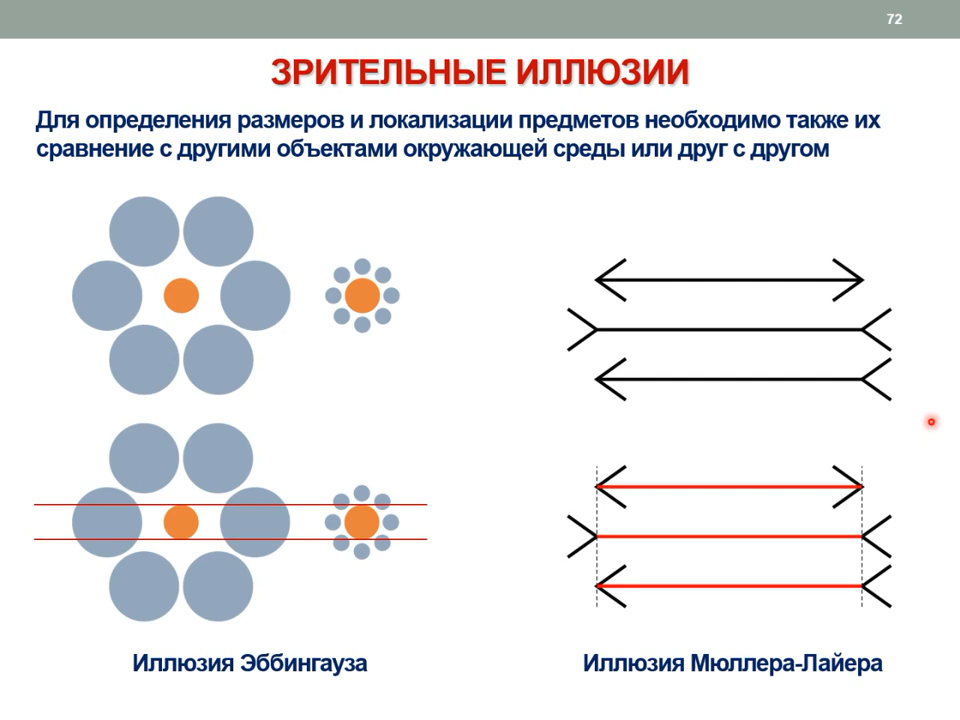 72
ЗРИТЕЛЬНЫЕ ИЛЛЮЗИИ
Для определения размеров и локализации предметов необходимо также их
сравнение с другими объектами окружающей среды или друг с другом
Иллюзия Эббингауза
Иллюзия Мюллера-Лайера